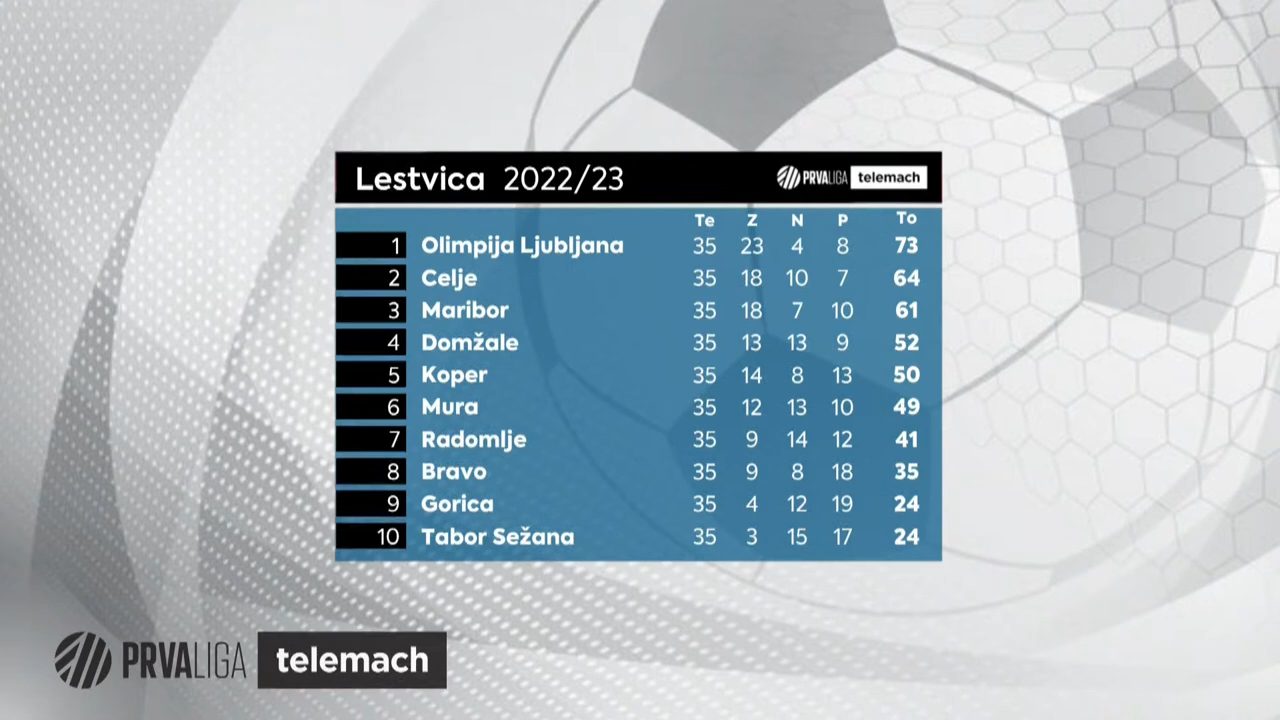 Lestvica 2022/23 PRVALIGA telemach
Te Z N P To
1 Olimpija Ljubljana 35 23 4 8 73
2 Celje 35 18 10 7 64
3 Maribor 35 18 7 10 61
4 Domžale 35 13 13 9 52
5 Koper 35 14 8 13 50
6 Mura 35 12 13 10 49
7 Radomlje 35 9 14 12 41
8 Bravo 35 9 8 18 35
9 Gorica 35 4 12 19 24
10 Tabor Sežana 35 3 15 17 24
PRVALIGA telemach